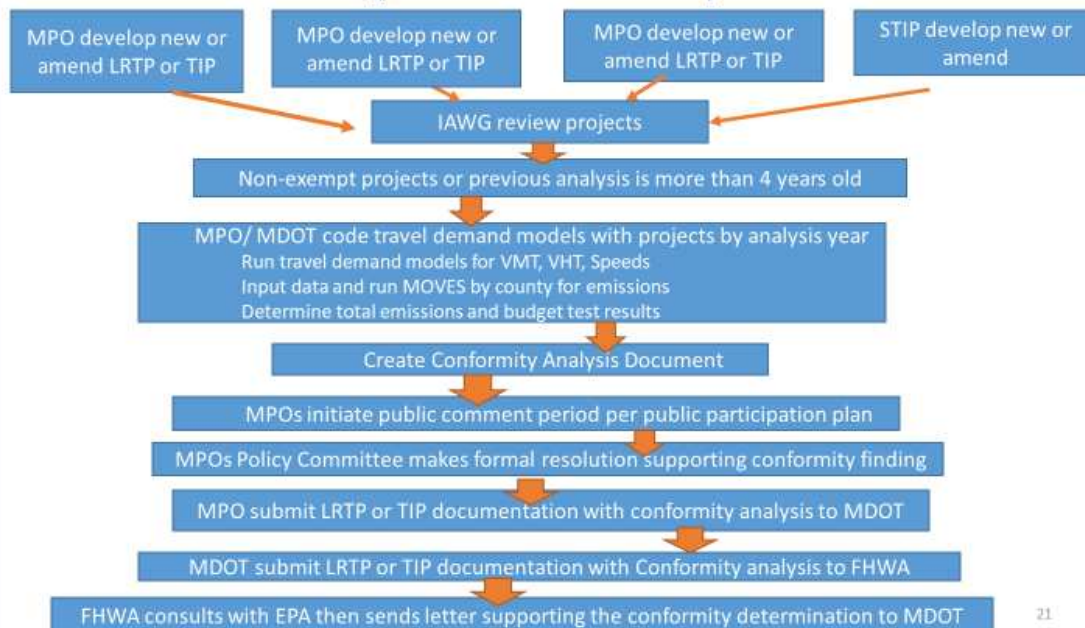 MPO develop new or
amend LRTP or TIP
MPO develop new or
amend LRTP or TIP
MPO develop new or
amend LRTP or TIP
STIP develop new or
amend
IAWG review projects
Non-exempt projects or previous analysis is more than 4 years old
MPO/ MDOT code travel demand models with projects by analysis year
Run travel demand models for VMT, VHT, Speeds
Input data and run MOVES by county for emissions
Determine total emissions and budget test results
Create Conformity Analysis Document
MPOs initiate public comment period per public participation plan
MPOs Policy Committee makes formal resolution supporting conformity finding
MPO submit LRTP or TIP documentation with conformity analysis to MDOT
MDOT submit LRTP or TIP documentation with Conformity analysis to FHWA
FHWA consults with EPA then sends letter supporting the conformity determination to MDOT
21